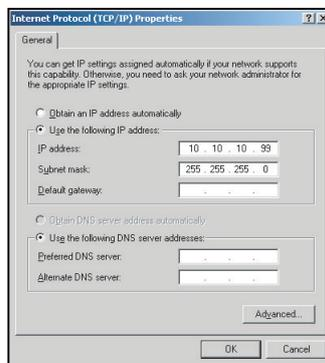 Internet Protocol (TCP/IP) Properties
General
You can get IP settings assigned automatically if your network supports
this capability. Otherwise, you need to ask your network administrator for
the appropriate IP settings.
Obtain an IP address automatically
Use the following IP address:
IP address: 10 . 10 . 10 . 99
Subnet mask: 255 . 255 . 255 . 0
Default gateway: . . .
Obtain DNS server address automatically
Use the following DNS server addresses:
Preferred DNS server: . . .
Alternate DNS server: . . .
Advanced...
OK Cancel